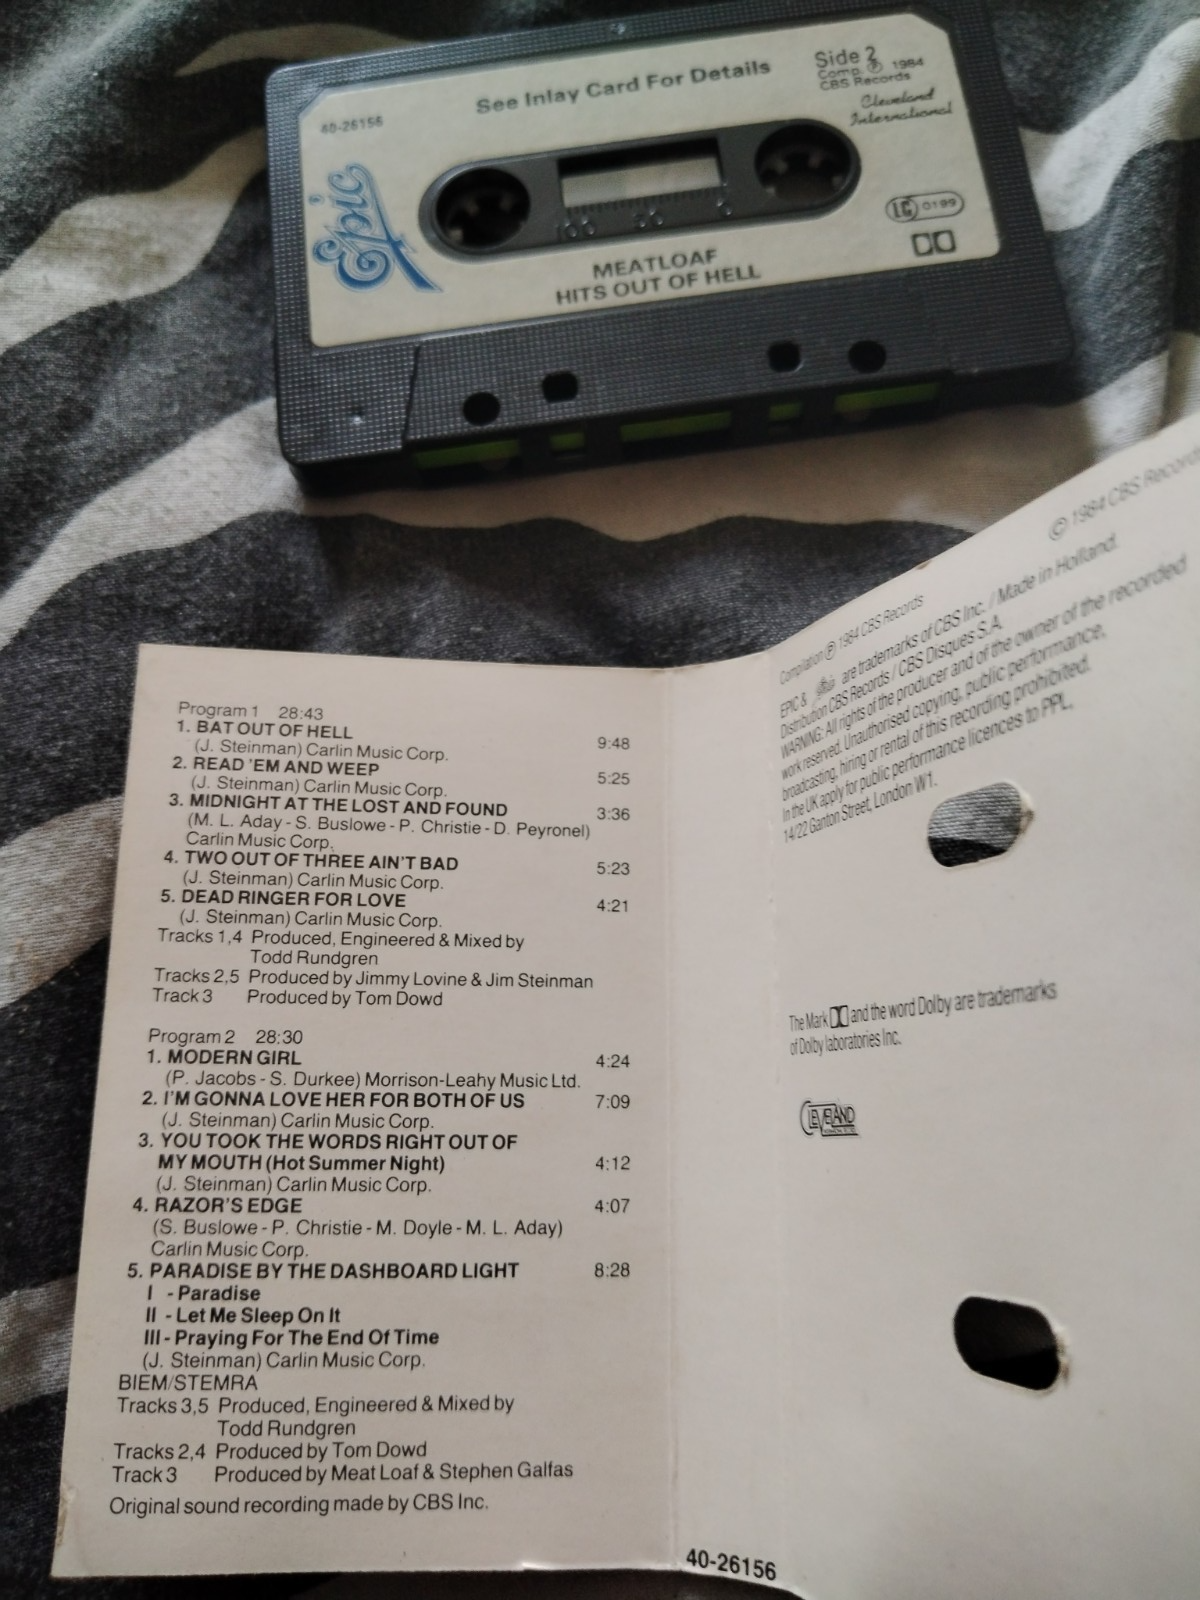 See Inlay Card For Details
Side 2
Comp. ℗ 1984
CBS Records
Cleveland
International
40-26156
Epic
LC 0199
100 50 0
MEATLOAF
HITS OUT OF HELL
Program 1 28:43
1. BAT OUT OF HELL 9:48
(J. Steinman) Carlin Music Corp.
2. READ 'EM AND WEEP 5:25
(J. Steinman) Carlin Music Corp.
3. MIDNIGHT AT THE LOST AND FOUND 3:36
(M. L. Aday - S. Buslowe - P. Christie - D. Peyronel)
Carlin Music Corp.
4. TWO OUT OF THREE AIN'T BAD 5:23
(J. Steinman) Carlin Music Corp.
5. DEAD RINGER FOR LOVE 4:21
(J. Steinman) Carlin Music Corp.
Tracks 1,4 Produced, Engineered & Mixed by
Todd Rundgren
Tracks 2,5 Produced by Jimmy Lovine & Jim Steinman
Track 3 Produced by Tom Dowd
Program 2 28:30
1. MODERN GIRL 4:24
(P. Jacobs - S. Durkee) Morrison-Leahy Music Ltd.
2. I'M GONNA LOVE HER FOR BOTH OF US 7:09
(J. Steinman) Carlin Music Corp.
3. YOU TOOK THE WORDS RIGHT OUT OF
MY MOUTH (Hot Summer Night) 4:12
(J. Steinman) Carlin Music Corp.
4. RAZOR'S EDGE 4:07
(S. Buslowe - P. Christie - M. Doyle - M. L. Aday)
Carlin Music Corp.
5. PARADISE BY THE DASHBOARD LIGHT 8:28
I - Paradise
II - Let Me Sleep On It
III - Praying For The End Of Time
(J. Steinman) Carlin Music Corp.
BIEM/STEMRA
Tracks 3,5 Produced, Engineered & Mixed by
Todd Rundgren
Tracks 2,4 Produced by Tom Dowd
Track 3 Produced by Meat Loaf & Stephen Galfas
Original sound recording made by CBS Inc.
40-26156
© 1984 CBS Records
Compilation ℗ 1984 CBS Records
EPIC & Epic are trademarks of CBS Inc. / Made in Holland.
Distribution CBS Records / CBS Disques S.A.
WARNING: All rights of the producer and of the owner of the recorded
work reserved. Unauthorised copying, public performance,
broadcasting, hiring or rental of this recording prohibited.
In the UK apply for public performance licences to PPL,
14/22 Ganton Street, London W1.
The Mark and the word Dolby are trademarks
of Dolby laboratories Inc.
CLEVELAND